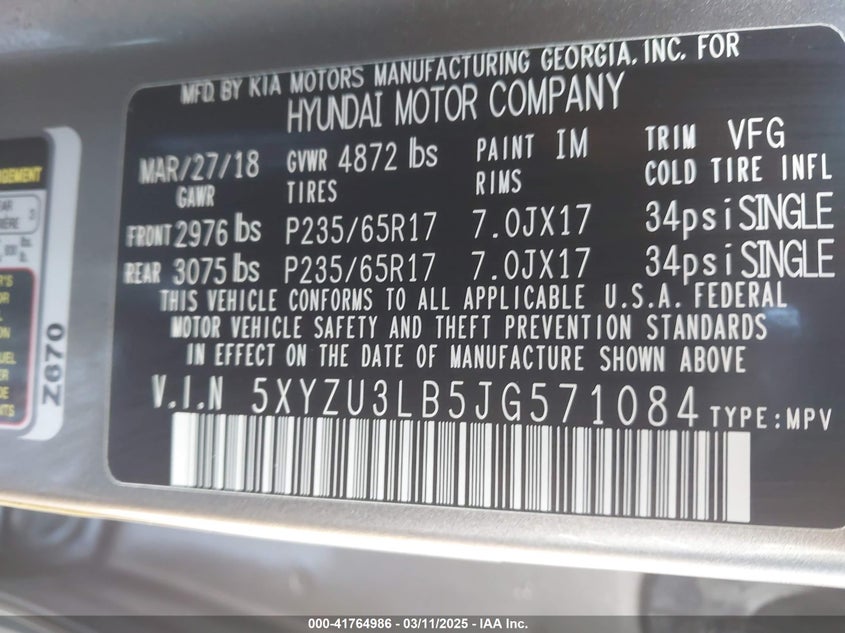 MFD. BY KIA MOTORS MANUFACTURING GEORGIA, INC. FOR
HYUNDAI MOTOR COMPANY
MAR/27/18 GVWR 4872 lbs PAINT IM TRIM VFG
GAWR TIRES RIMS COLD TIRE INFL
FRONT 2976 lbs P235/65R17 7.0JX17 34psi SINGLE
REAR 3075 lbs P235/65R17 7.0JX17 34psi SINGLE
THIS VEHICLE CONFORMS TO ALL APPLICABLE U.S.A. FEDERAL
MOTOR VEHICLE SAFETY AND THEFT PREVENTION STANDARDS
IN EFFECT ON THE DATE OF MANUFACTURE SHOWN ABOVE
V.I.N 5XYZU3LB5JG571084 TYPE:MPV
Z670
000-41764986 - 03/11/2025 - IAA Inc.